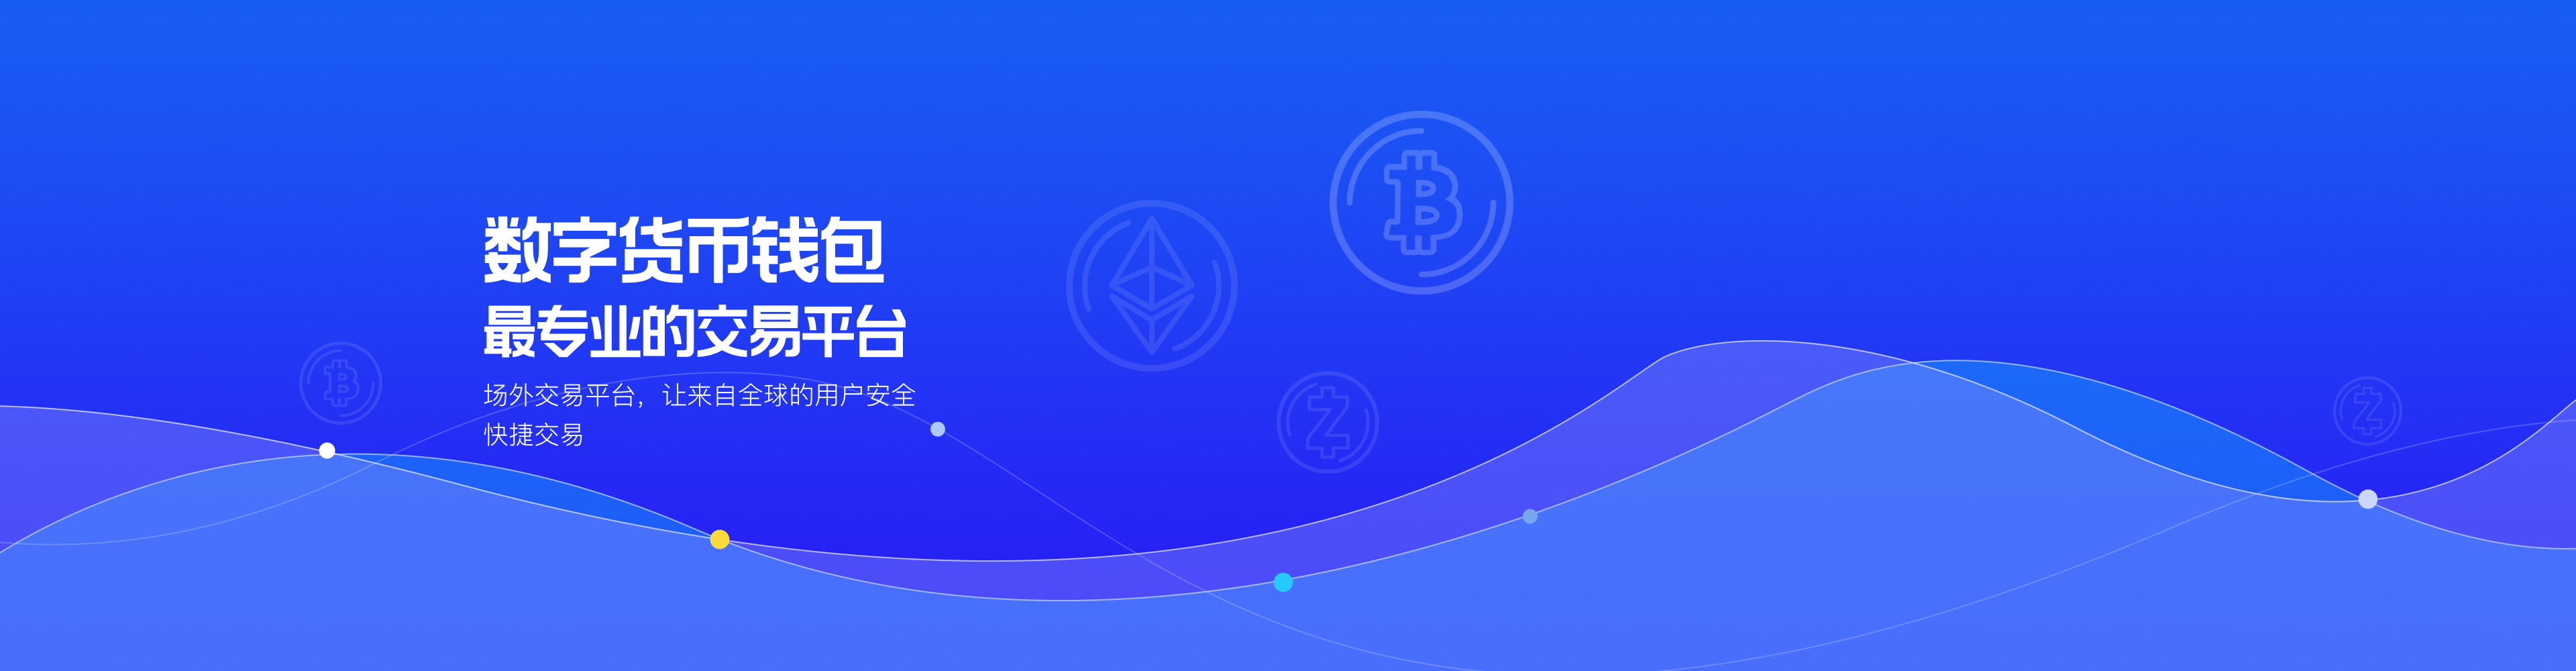 数字货币钱包
最专业的交易平台
场外交易平台，让来自全球的用户安全
快捷交易